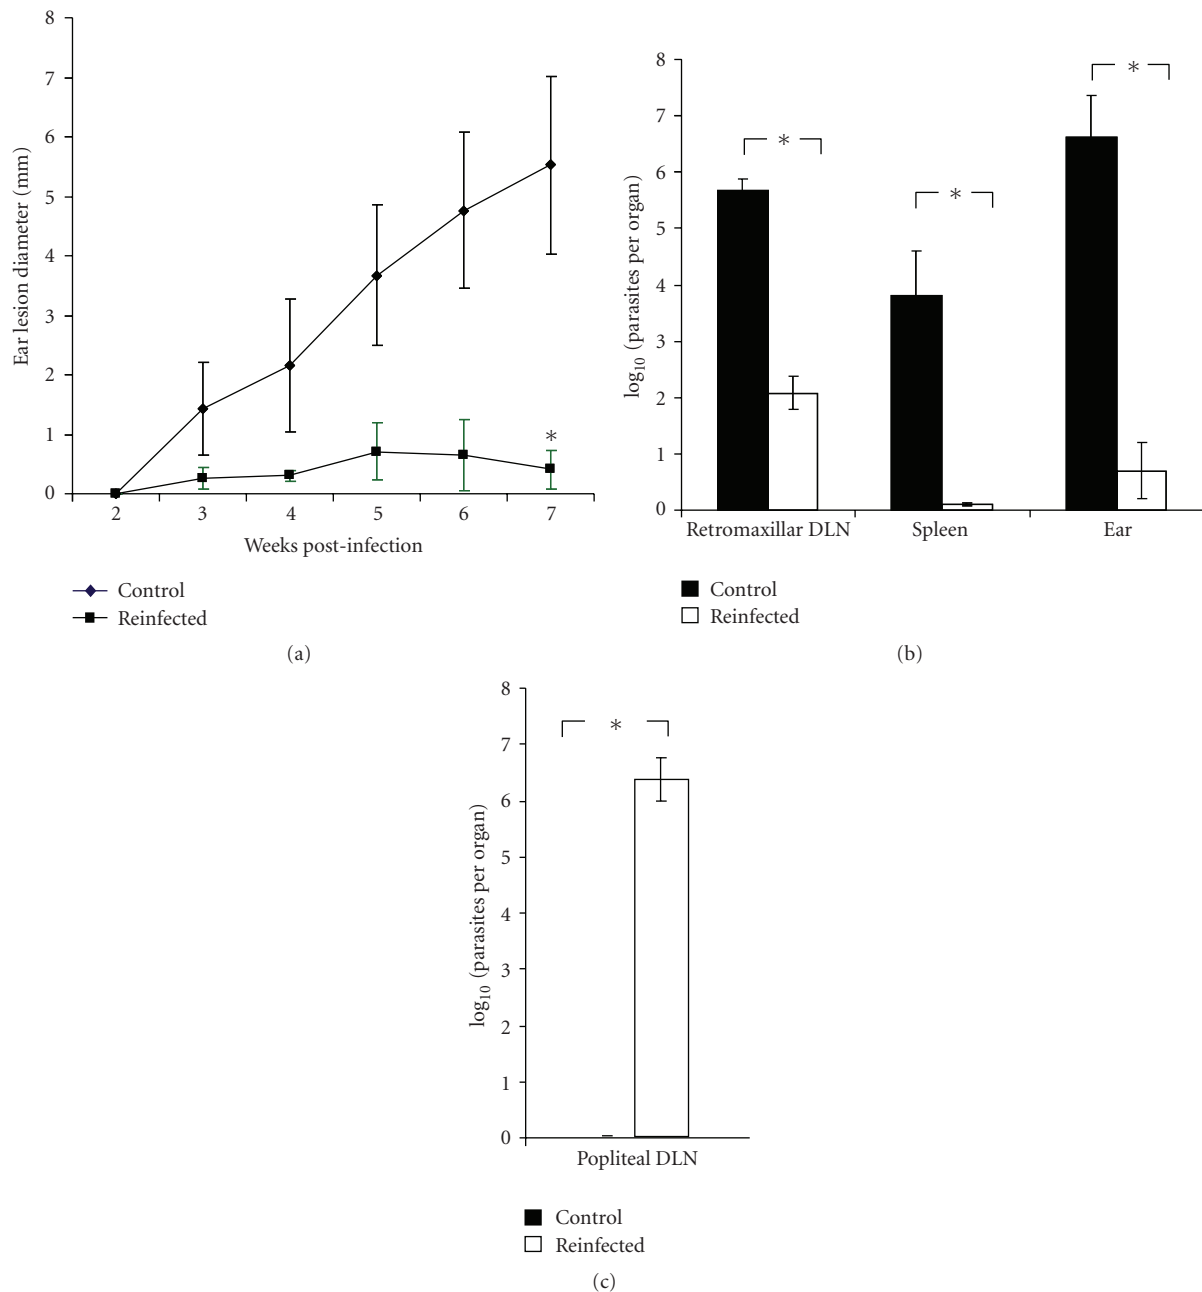 8
7
6
5
4
3
2
1
0
Ear lesion diameter (mm)
*
2 3 4 5 6 7
Weeks post-infection
Control
Reinfected
(a)
8
7
6
5
4
3
2
1
0
log10 (parasites per organ)
* * *
Retromaxillar DLN Spleen Ear
Control
Reinfected
(b)
8
7
6
5
4
3
2
1
0
log10 (parasites per organ)
*
Popliteal DLN
Control
Reinfected
(c)